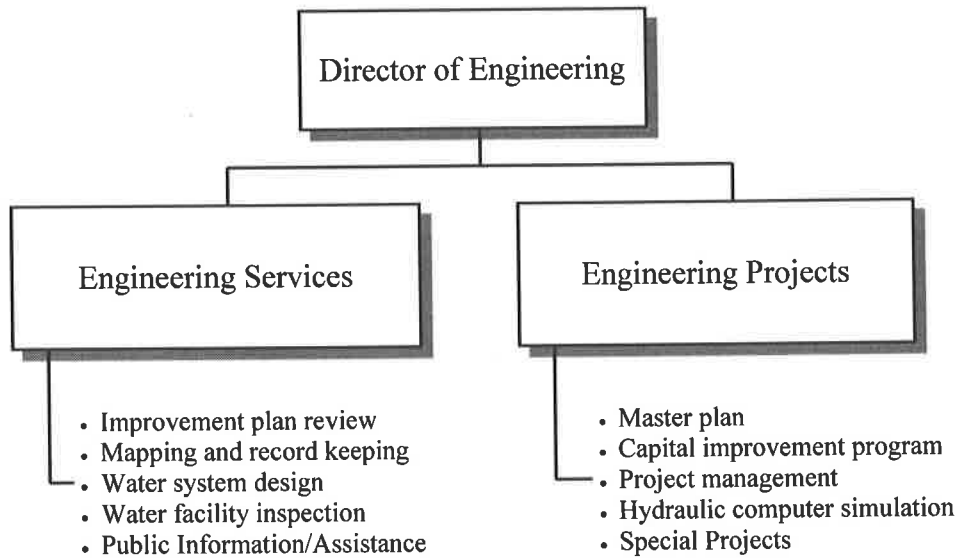 Director of Engineering
Engineering Services
• Improvement plan review
• Mapping and record keeping
• Water system design
• Water facility inspection
• Public Information/Assistance
Engineering Projects
• Master plan
• Capital improvement program
• Project management
• Hydraulic computer simulation
• Special Projects